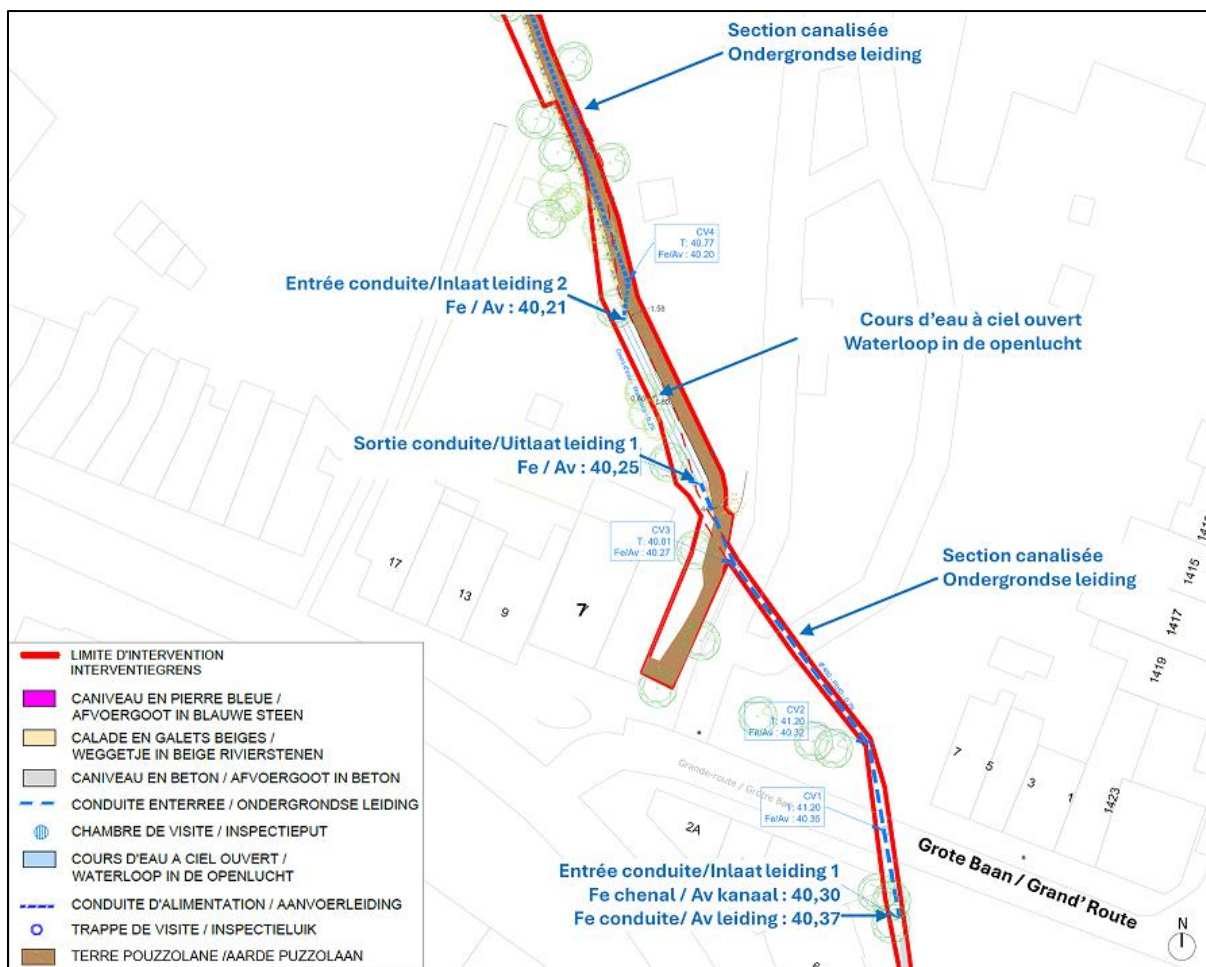 Section canalisée
Ondergrondse leiding
CV4
T: 40.77
Fe/Av : 40.20
Entrée conduite/Inlaat leiding 2
Fe / Av : 40,21
1.58
Cours d'eau à ciel ouvert
Waterloop in de openlucht
Sortie conduite/Uitlaat leiding 1
Fe / Av : 40,25
CV3
T: 40.81
Fe/Av : 40.27
Section canalisée
Ondergrondse leiding
17
13
9
7
1415
1417
1419
CV2
T: 41.20
Fe/Av : 40.32
7
5
3
1
1423
Grande-route / Grote Baan
CV1
T: 41.20
Fe/Av : 40.35
2A
Grote Baan / Grand' Route
Entrée conduite/Inlaat leiding 1
Fe chenal / Av kanaal : 40,30
Fe conduite/ Av leiding : 40,37
N
LIMITE D'INTERVENTION
INTERVENTIEGRENS
CANIVEAU EN PIERRE BLEUE /
AFVOERGOOT IN BLAUWE STEEN
CALADE EN GALETS BEIGES /
WEGGETJE IN BEIGE RIVIERSTENEN
CANIVEAU EN BETON / AFVOERGOOT IN BETON
CONDUITE ENTERREE / ONDERGRONDSE LEIDING
CHAMBRE DE VISITE / INSPECTIEPUT
COURS D'EAU A CIEL OUVERT /
WATERLOOP IN DE OPENLUCHT
CONDUITE D'ALIMENTATION / AANVOERLEIDING
TRAPPE DE VISITE / INSPECTIELUIK
TERRE POUZZOLANE /AARDE PUZZOLAAN